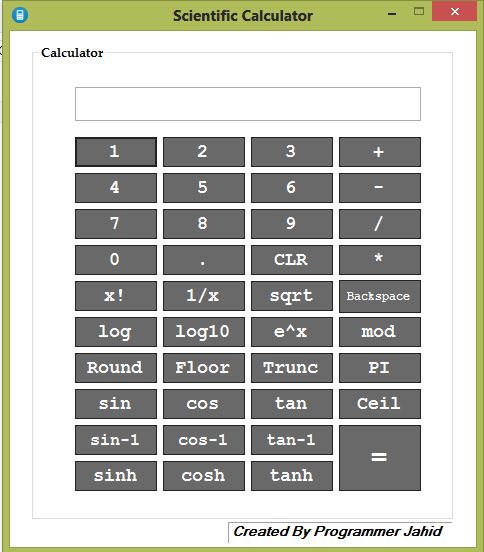 Scientific Calculator
Calculator
1 2 3 +
4 5 6 -
7 8 9 /
0 . CLR *
x! 1/x sqrt Backspace
log log10 e^x mod
Round Floor Trunc PI
sin cos tan Ceil
sin-1 cos-1 tan-1 =
sinh cosh tanh
Created By Programmer Jahid